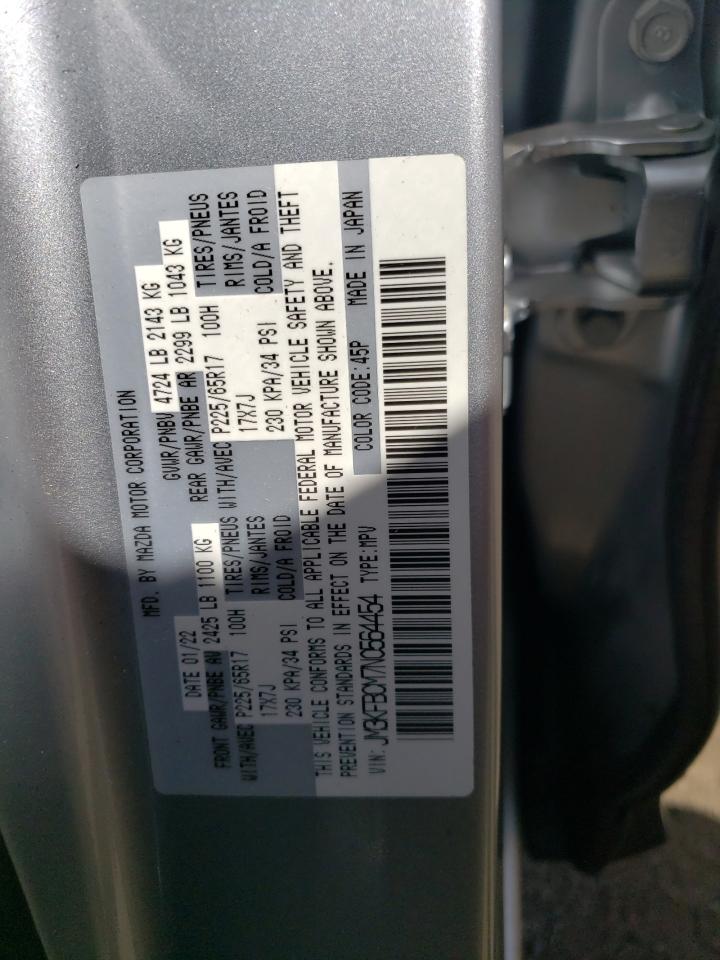 MFD. BY MAZDA MOTOR CORPORATION
DATE 01/22 GVWR/PNBV 4724 LB 2143 KG
FRONT GAWR/PNBE AV 2425 LB 1100 KG REAR GAWR/PNBE AR 2299 LB 1043 KG
WITH/AVEC P225/65R17 100H TIRES/PNEUS WITH/AVEC P225/65R17 100H TIRES/PNEUS
17X7J RIMS/JANTES 17X7J RIMS/JANTES
230 KPA/34 PSI COLD/A FROID 230 KPA/34 PSI COLD/A FROID
THIS VEHICLE CONFORMS TO ALL APPLICABLE FEDERAL MOTOR VEHICLE SAFETY AND THEFT
PREVENTION STANDARDS IN EFFECT ON THE DATE OF MANUFACTURE SHOWN ABOVE.
VIN: JM3KFBCM7N0564454 TYPE:MPV COLOR CODE:45P MADE IN JAPAN